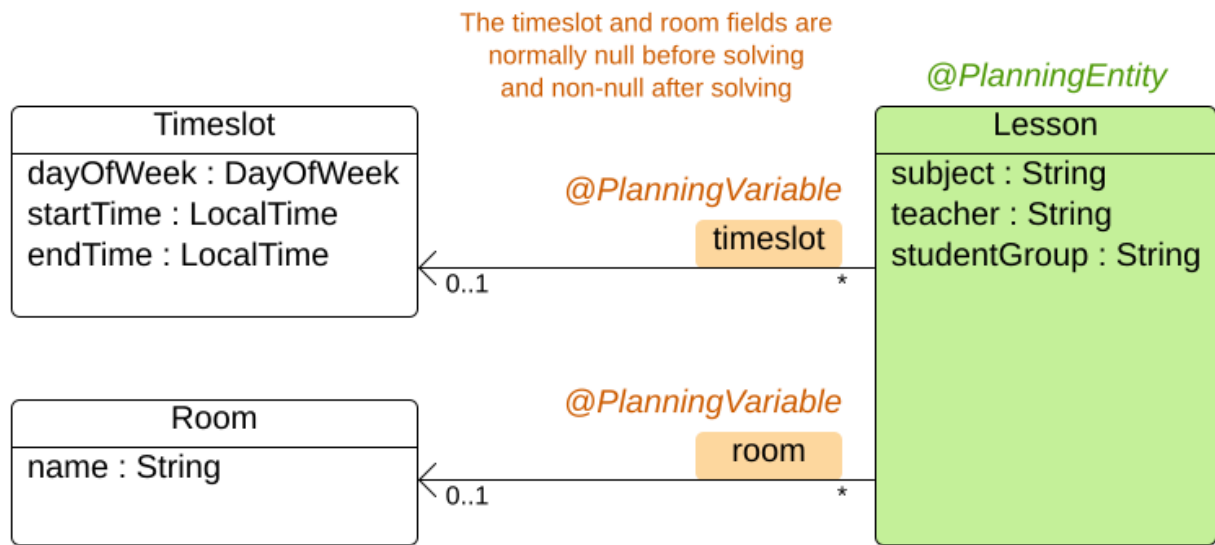 The timeslot and room fields are
normally null before solving
and non-null after solving
@PlanningEntity
Timeslot
dayOfWeek : DayOfWeek
startTime : LocalTime
endTime : LocalTime
@PlanningVariable
timeslot
0..1
*
Lesson
subject : String
teacher : String
studentGroup : String
Room
name : String
@PlanningVariable
room
0..1
*